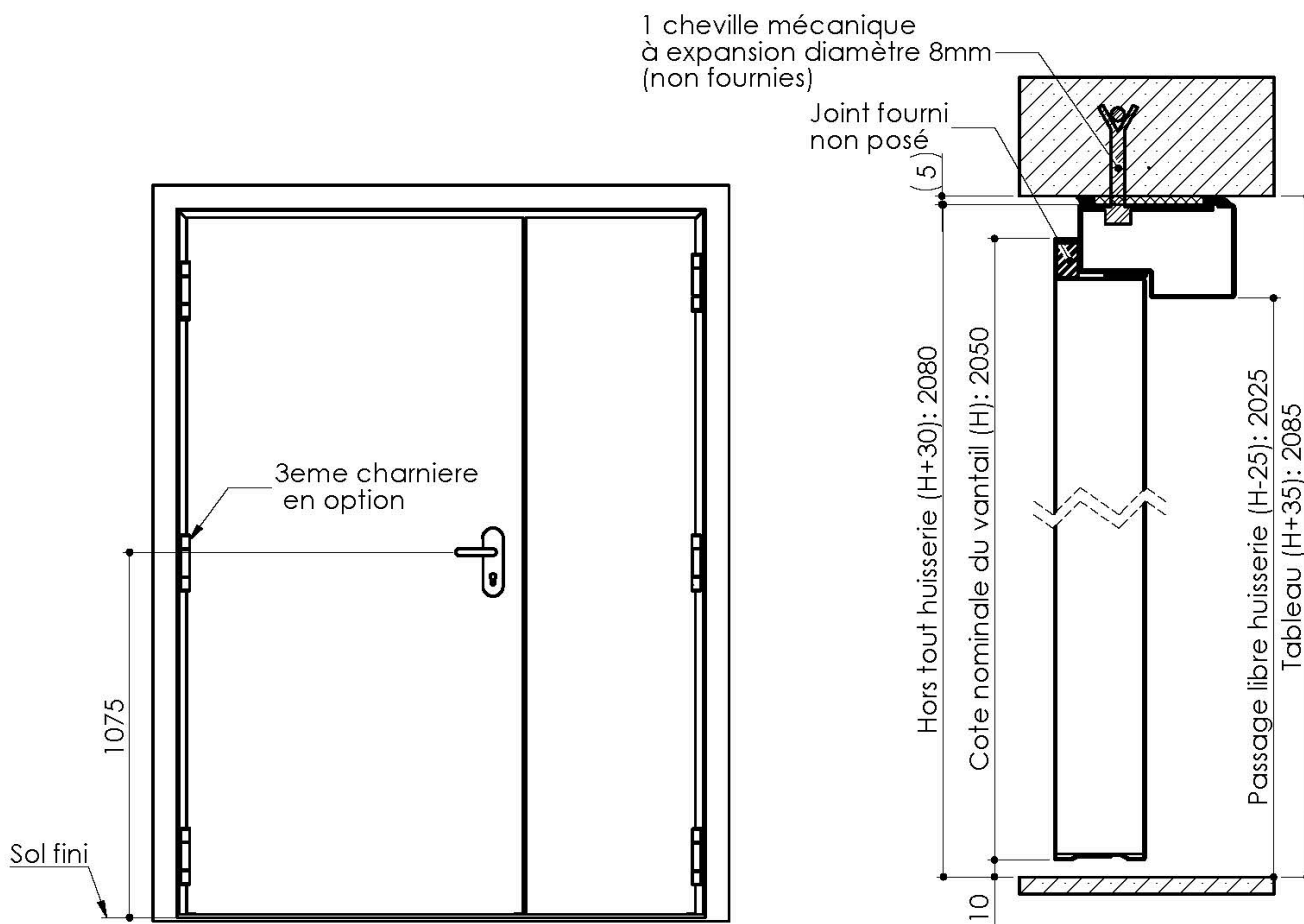 1 cheville mécanique
à expansion diamètre 8mm
(non fournies)
Joint fourni
non posé
(5)
3eme charniere
en option
1075
Sol fini
Hors tout huisserie (H+30): 2080
Cote nominale du vantail (H): 2050
Passage libre huisserie (H-25): 2025
Tableau (H+35): 2085
10